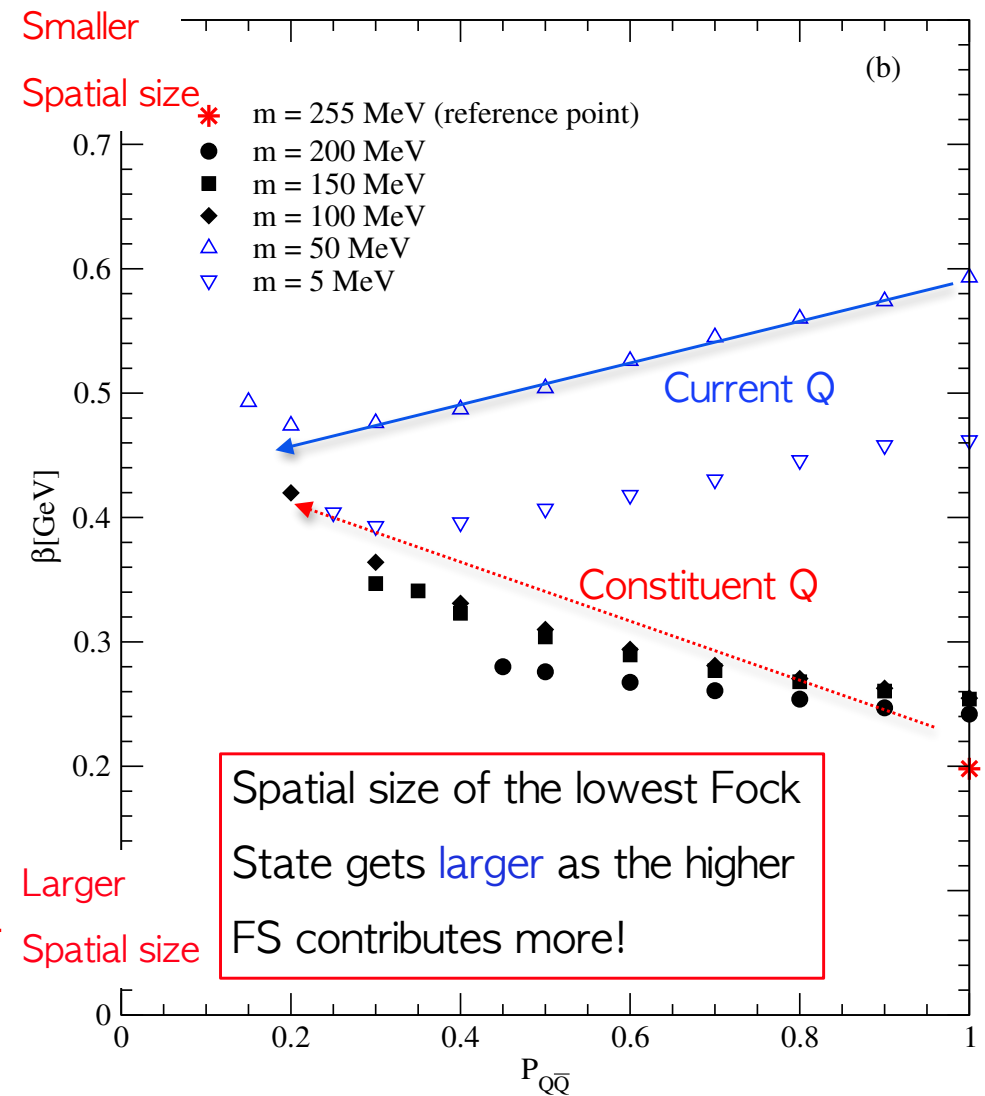 Smaller
Spatial size
(b)
m = 255 MeV (reference point)
m = 200 MeV
m = 150 MeV
m = 100 MeV
m = 50 MeV
m = 5 MeV
0.7
0.6
0.5
0.4
0.3
0.2
0
β[GeV]
Current Q
Constituent Q
Spatial size of the lowest Fock
State gets larger as the higher
FS contributes more!
Larger
Spatial size
0 0.2 0.4 0.6 0.8 1
P_{QQ̅}